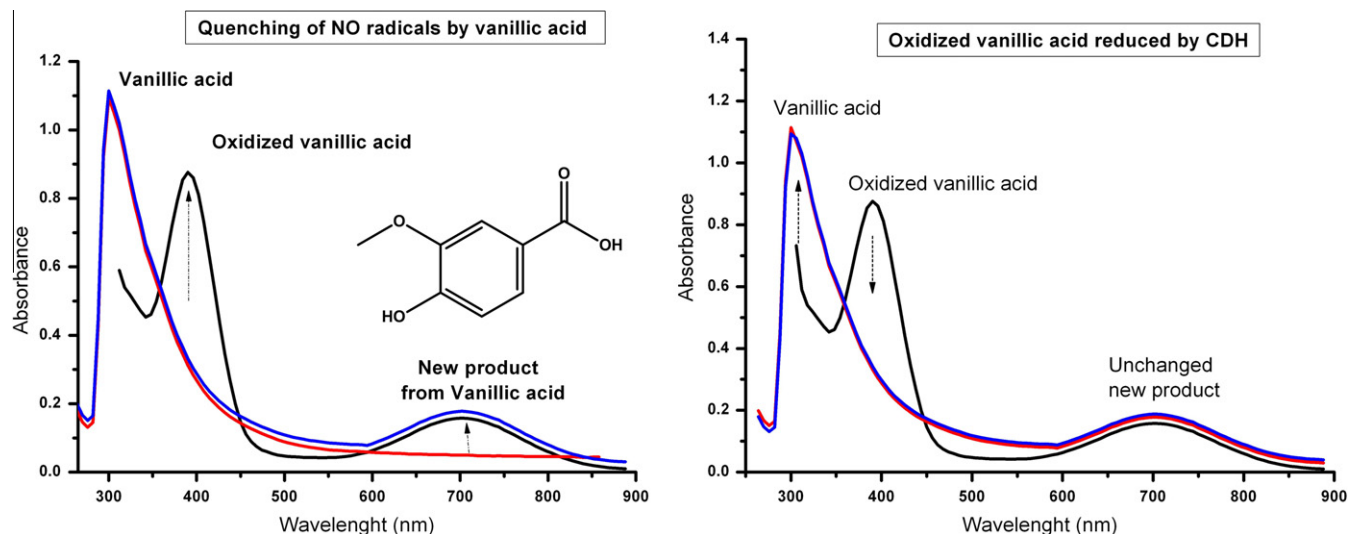 Quenching of NO radicals by vanillic acid
1.2
1.0
0.8
0.6
0.4
0.2
0.0
Absorbance
Vanillic acid
Oxidized vanillic acid
O
O
OH
HO
New product
from Vanillic acid
300 400 500 600 700 800 900
Wavelenght (nm)
Oxidized vanillic acid reduced by CDH
1.4
1.2
1.0
0.8
0.6
0.4
0.2
0.0
Absorbance
Vanillic acid
Oxidized vanillic acid
Unchanged
new product
300 400 500 600 700 800 900
Wavelenght (nm)